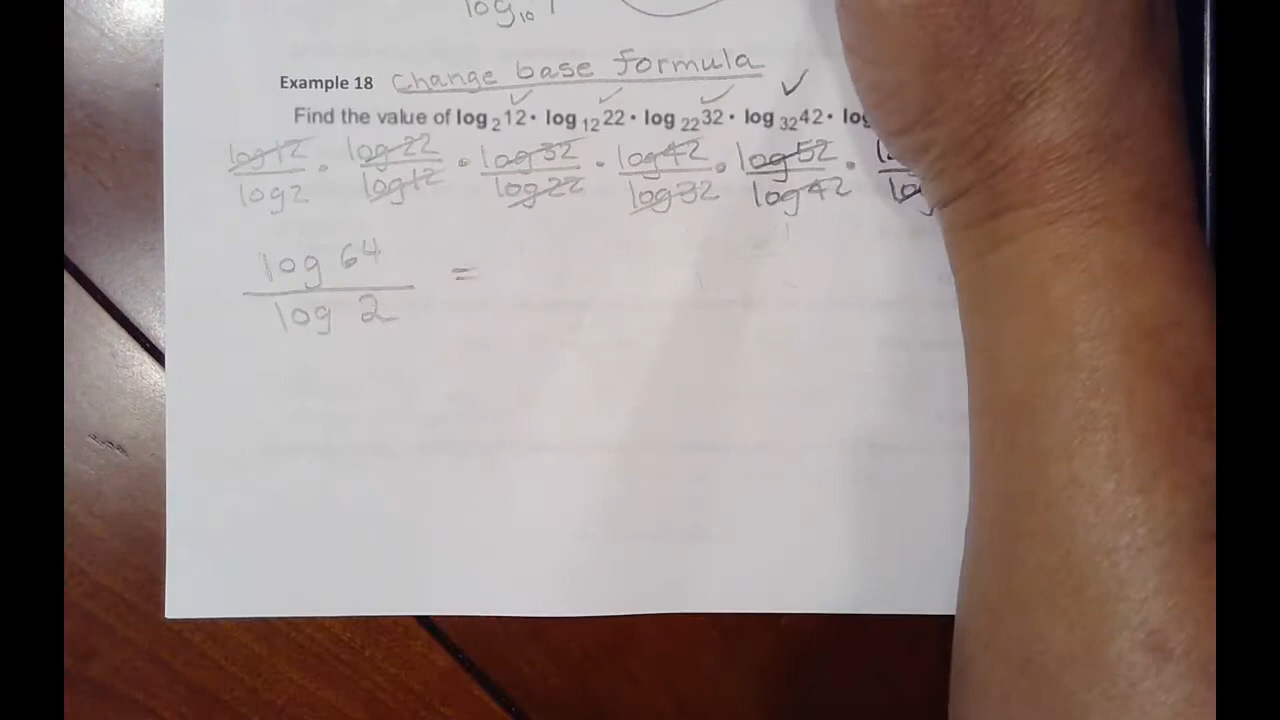 log₁₀
Example 18 Change base formula
Find the value of log₂12 · log₁₂22 · log₂₂32 · log₃₂42 ·
log12/log2 · log22/log12 · log32/log22 · log42/log32 · log52/log42 ·
log 64/log 2 =